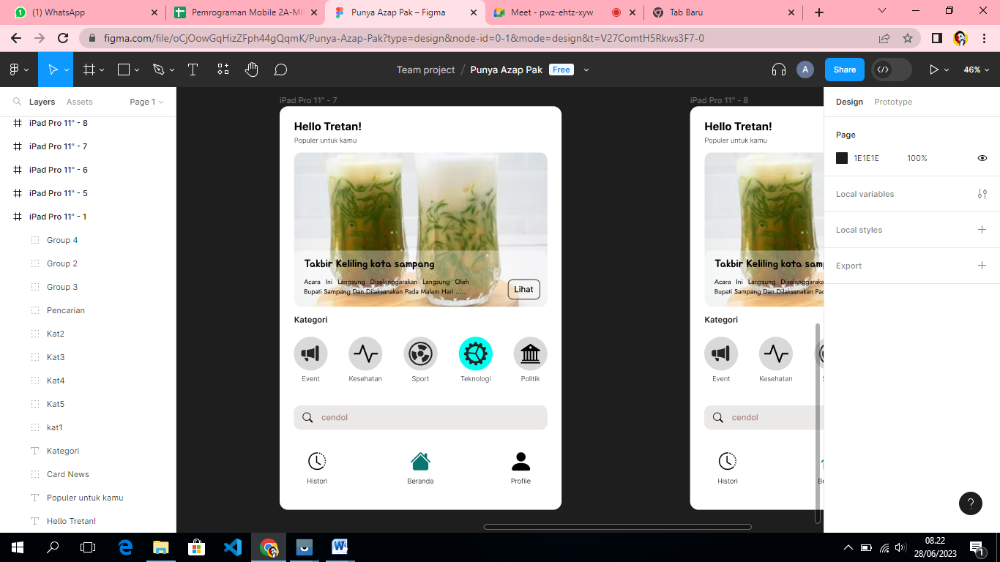 (1) WhatsApp
Pemrograman Mobile 2A-MI
Punya Azap Pak – Figma
Meet - pwz-ehtz-xyw
Tab Baru
figma.com/file/oCjOowGqHizZFph44gQqmK/Punya-Azap-Pak?type=design&node-id=0-1&mode=design&t=V27ComtH5Rkws3F7-0
Team project / Punya Azap Pak Free
A
Share
46%
Layers
Assets
Page 1
iPad Pro 11" - 8
iPad Pro 11" - 7
iPad Pro 11" - 6
iPad Pro 11" - 5
iPad Pro 11" - 1
Group 4
Group 2
Group 3
Pencarian
Kat2
Kat3
Kat4
Kat5
kat1
Kategori
Card News
Populer untuk kamu
Hello Tretan!
iPad Pro 11" - 7
Hello Tretan!
Populer untuk kamu
Takbir Keliling kota sampang
Acara Ini Langsung Diselanggarakan Langsung Oleh
Bupati Sampang Dan Dilaksanakan Pada Malam Hari .....
Lihat
Kategori
Event
Kesehatan
Sport
Teknologi
Politik
cendol
Histori
Beranda
Profile
iPad Pro 11" - 8
Hello Tretan!
Populer untuk kamu
Takbir Keliling kota samp
Acara Ini Langsung Diselanggaraka
Bupati Sampang Dan Dilaksanakan Pac
Kategori
Event
Kesehatan
S
cendol
Histori
Be
Design
Prototype
Page
1E1E1E
100%
Local variables
Local styles
Export
?
08.22
28/06/2023
1